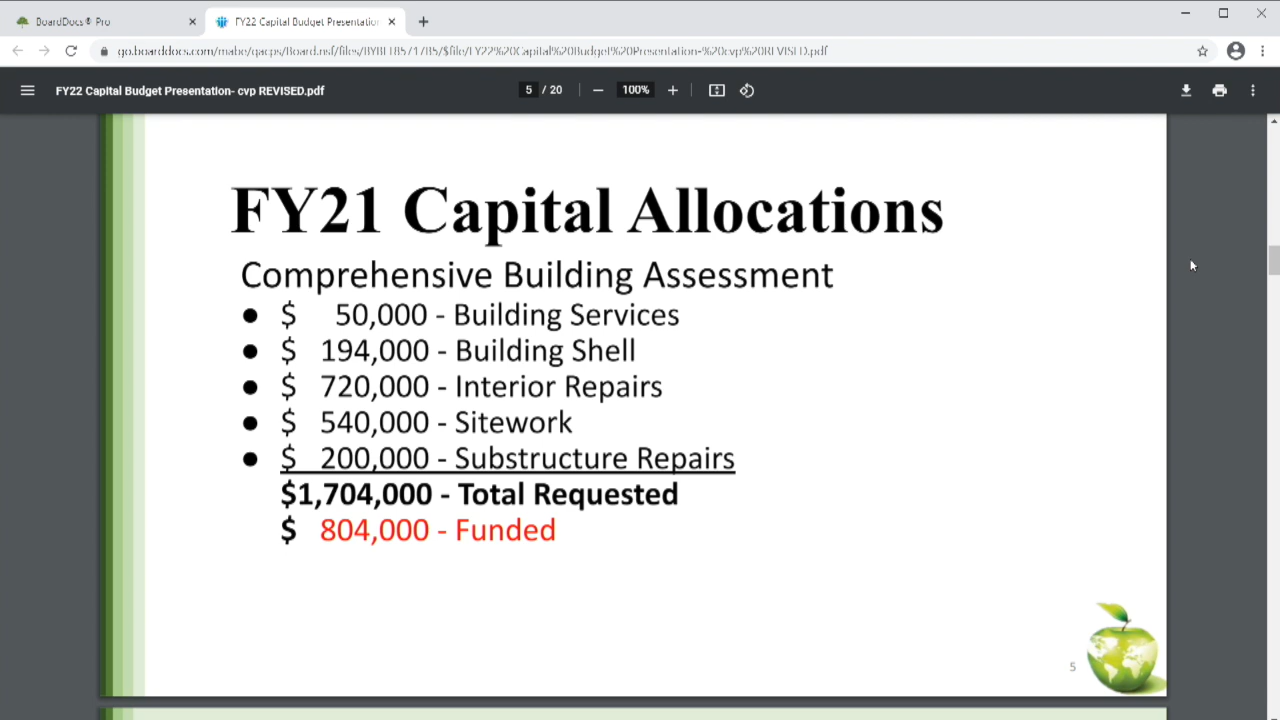 BoardDocs® Pro
FY22 Capital Budget Presentation
FY22 Capital Budget Presentation- cvp REVISED.pdf
5 / 20
100%
FY21 Capital Allocations
Comprehensive Building Assessment
● $ 50,000 - Building Services
● $ 194,000 - Building Shell
● $ 720,000 - Interior Repairs
● $ 540,000 - Sitework
● $ 200,000 - Substructure Repairs
$1,704,000 - Total Requested
$ 804,000 - Funded
5